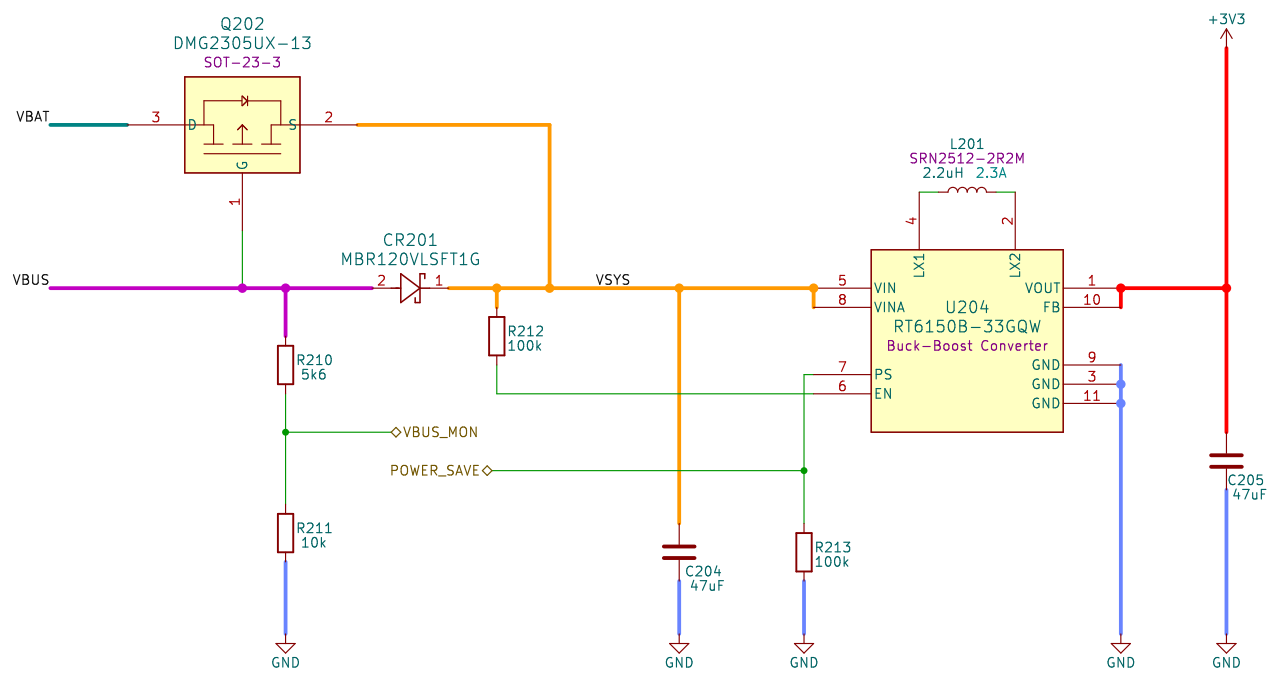 Q202
DMG2305UX-13
SOT-23-3
VBAT
3
D
S
2
G
1
+3V3
L201
SRN2512-2R2M
2.2uH 2.3A
4
2
LX1
LX2
CR201
MBR120VLSFT1G
VBUS
2
1
VSYS
5
VIN
8
VINA
VOUT
1
FB
10
U204
RT6150B-33GQW
Buck-Boost Converter
R212
100k
R210
5k6
7
PS
6
EN
GND
9
GND
3
GND
11
VBUS_MON
POWER_SAVE
C205
47uF
R211
10k
R213
100k
C204
47uF
GND
GND
GND
GND
GND